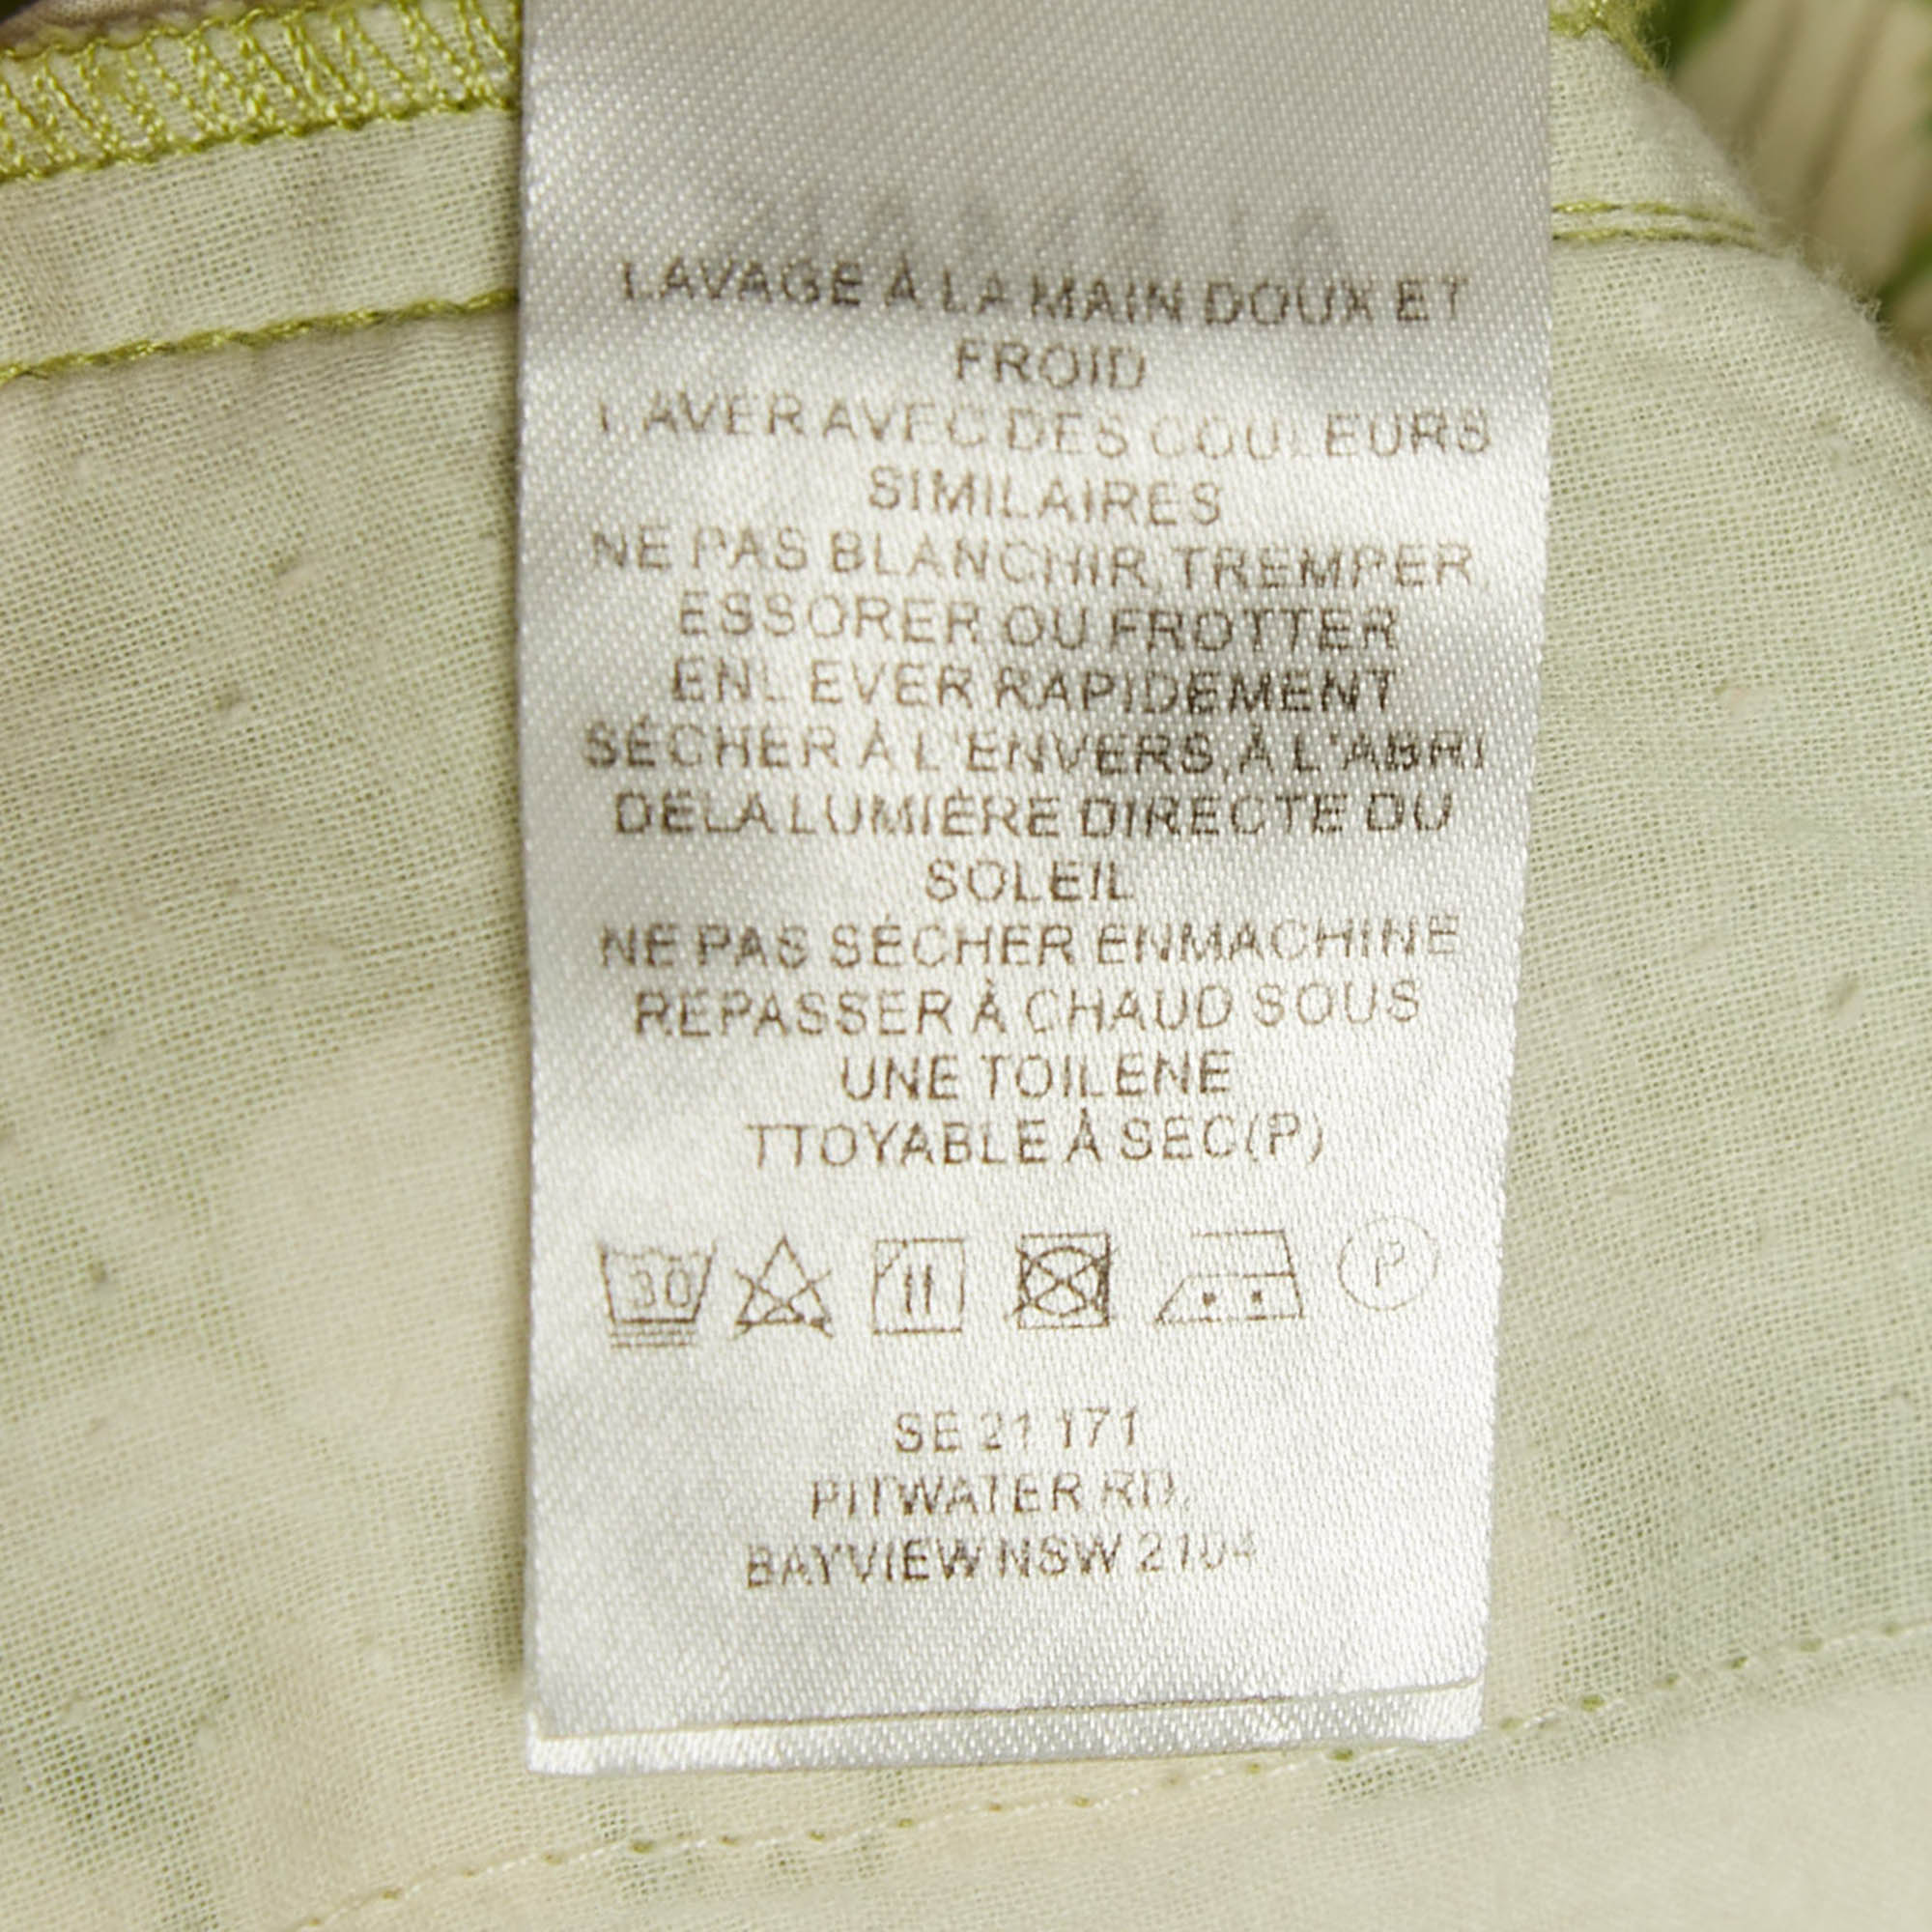 LAVAGE À LA MAIN DOUX ET
FROID
LAVER AVEC DES COULEURS
SIMILAIRES
NE PAS BLANCHIR, TREMPER,
ESSORER OU FROTTER
ENLEVER RAPIDEMENT
SÉCHER À L'ENVERS, À L'ABRI
DELA LUMIÈRE DIRECTE DU
SOLEIL
NE PAS SÉCHER ENMACHINE
REPASSER À CHAUD SOUS
UNE TOILENE
TTOYABLE À SEC(P)
30 P
SE 21 171
PITWATER RD,
BAYVIEW NSW 2104